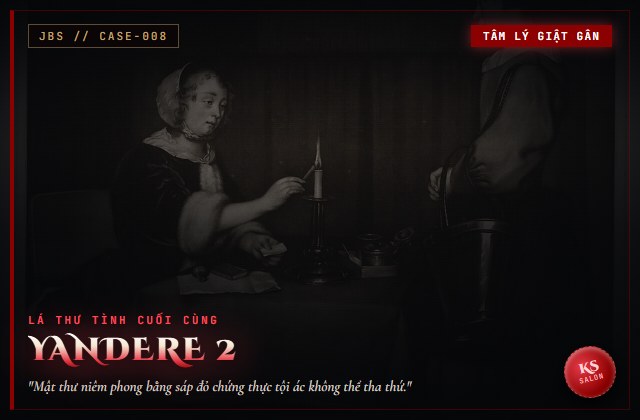 JBS // CASE-008
TÂM LÝ GIẬT GÂN
LÁ THƯ TÌNH CUỐI CÙNG
YANDERE 2
"Mật thư niêm phong bằng sáp đỏ chứng thực tội ác không thể tha thứ."
KS
SALON